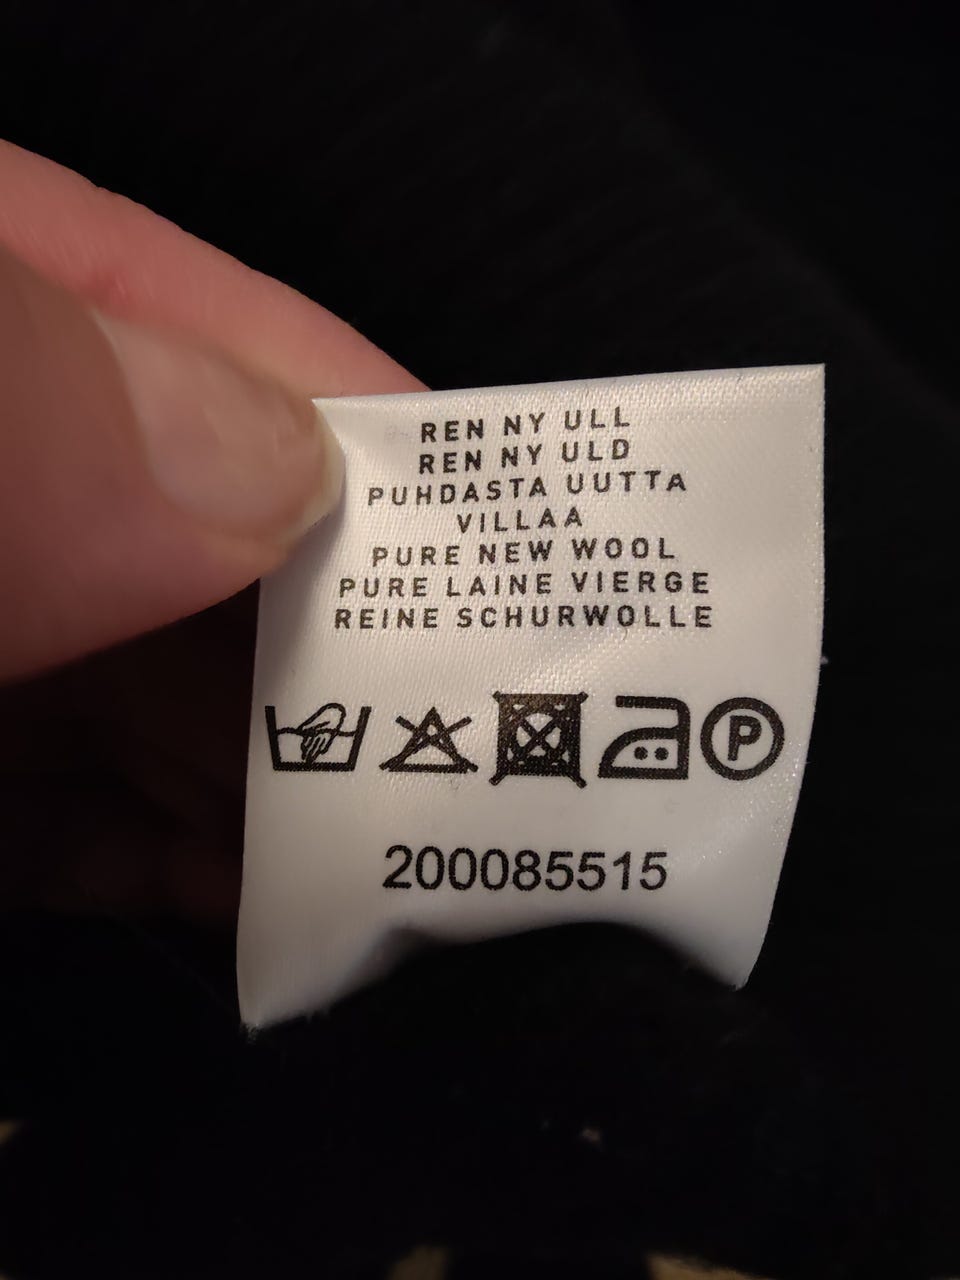 REN NY ULL
REN NY ULD
PUHDASTA UUTTA
VILLAA
PURE NEW WOOL
PURE LAINE VIERGE
REINE SCHURWOLLE
P
200085515